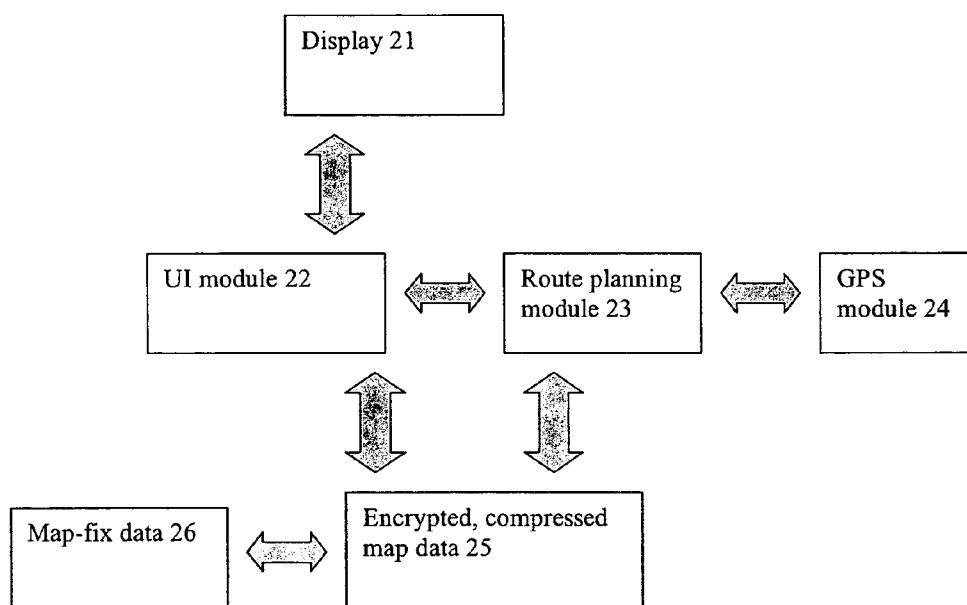 Display 21
UI module 22
Route planning
module 23
GPS
module 24
Map-fix data 26
Encrypted, compressed
map data 25